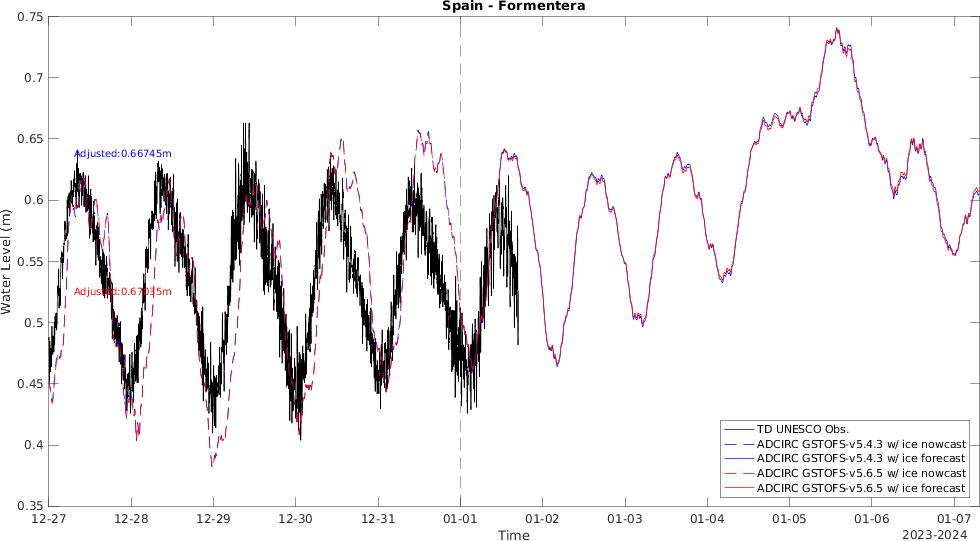 Spain - Formentera
0.75
0.7
0.65
0.6
0.55
0.5
0.45
0.4
0.35
Water Level (m)
Adjusted:0.66745m
Adjusted:0.67035m
TD UNESCO Obs.
ADCIRC GSTOFS-v5.4.3 w/ ice nowcast
ADCIRC GSTOFS-v5.4.3 w/ ice forecast
ADCIRC GSTOFS-v5.6.5 w/ ice nowcast
ADCIRC GSTOFS-v5.6.5 w/ ice forecast
12-27 12-28 12-29 12-30 12-31 01-01 01-02 01-03 01-04 01-05 01-06 01-07
Time
2023-2024